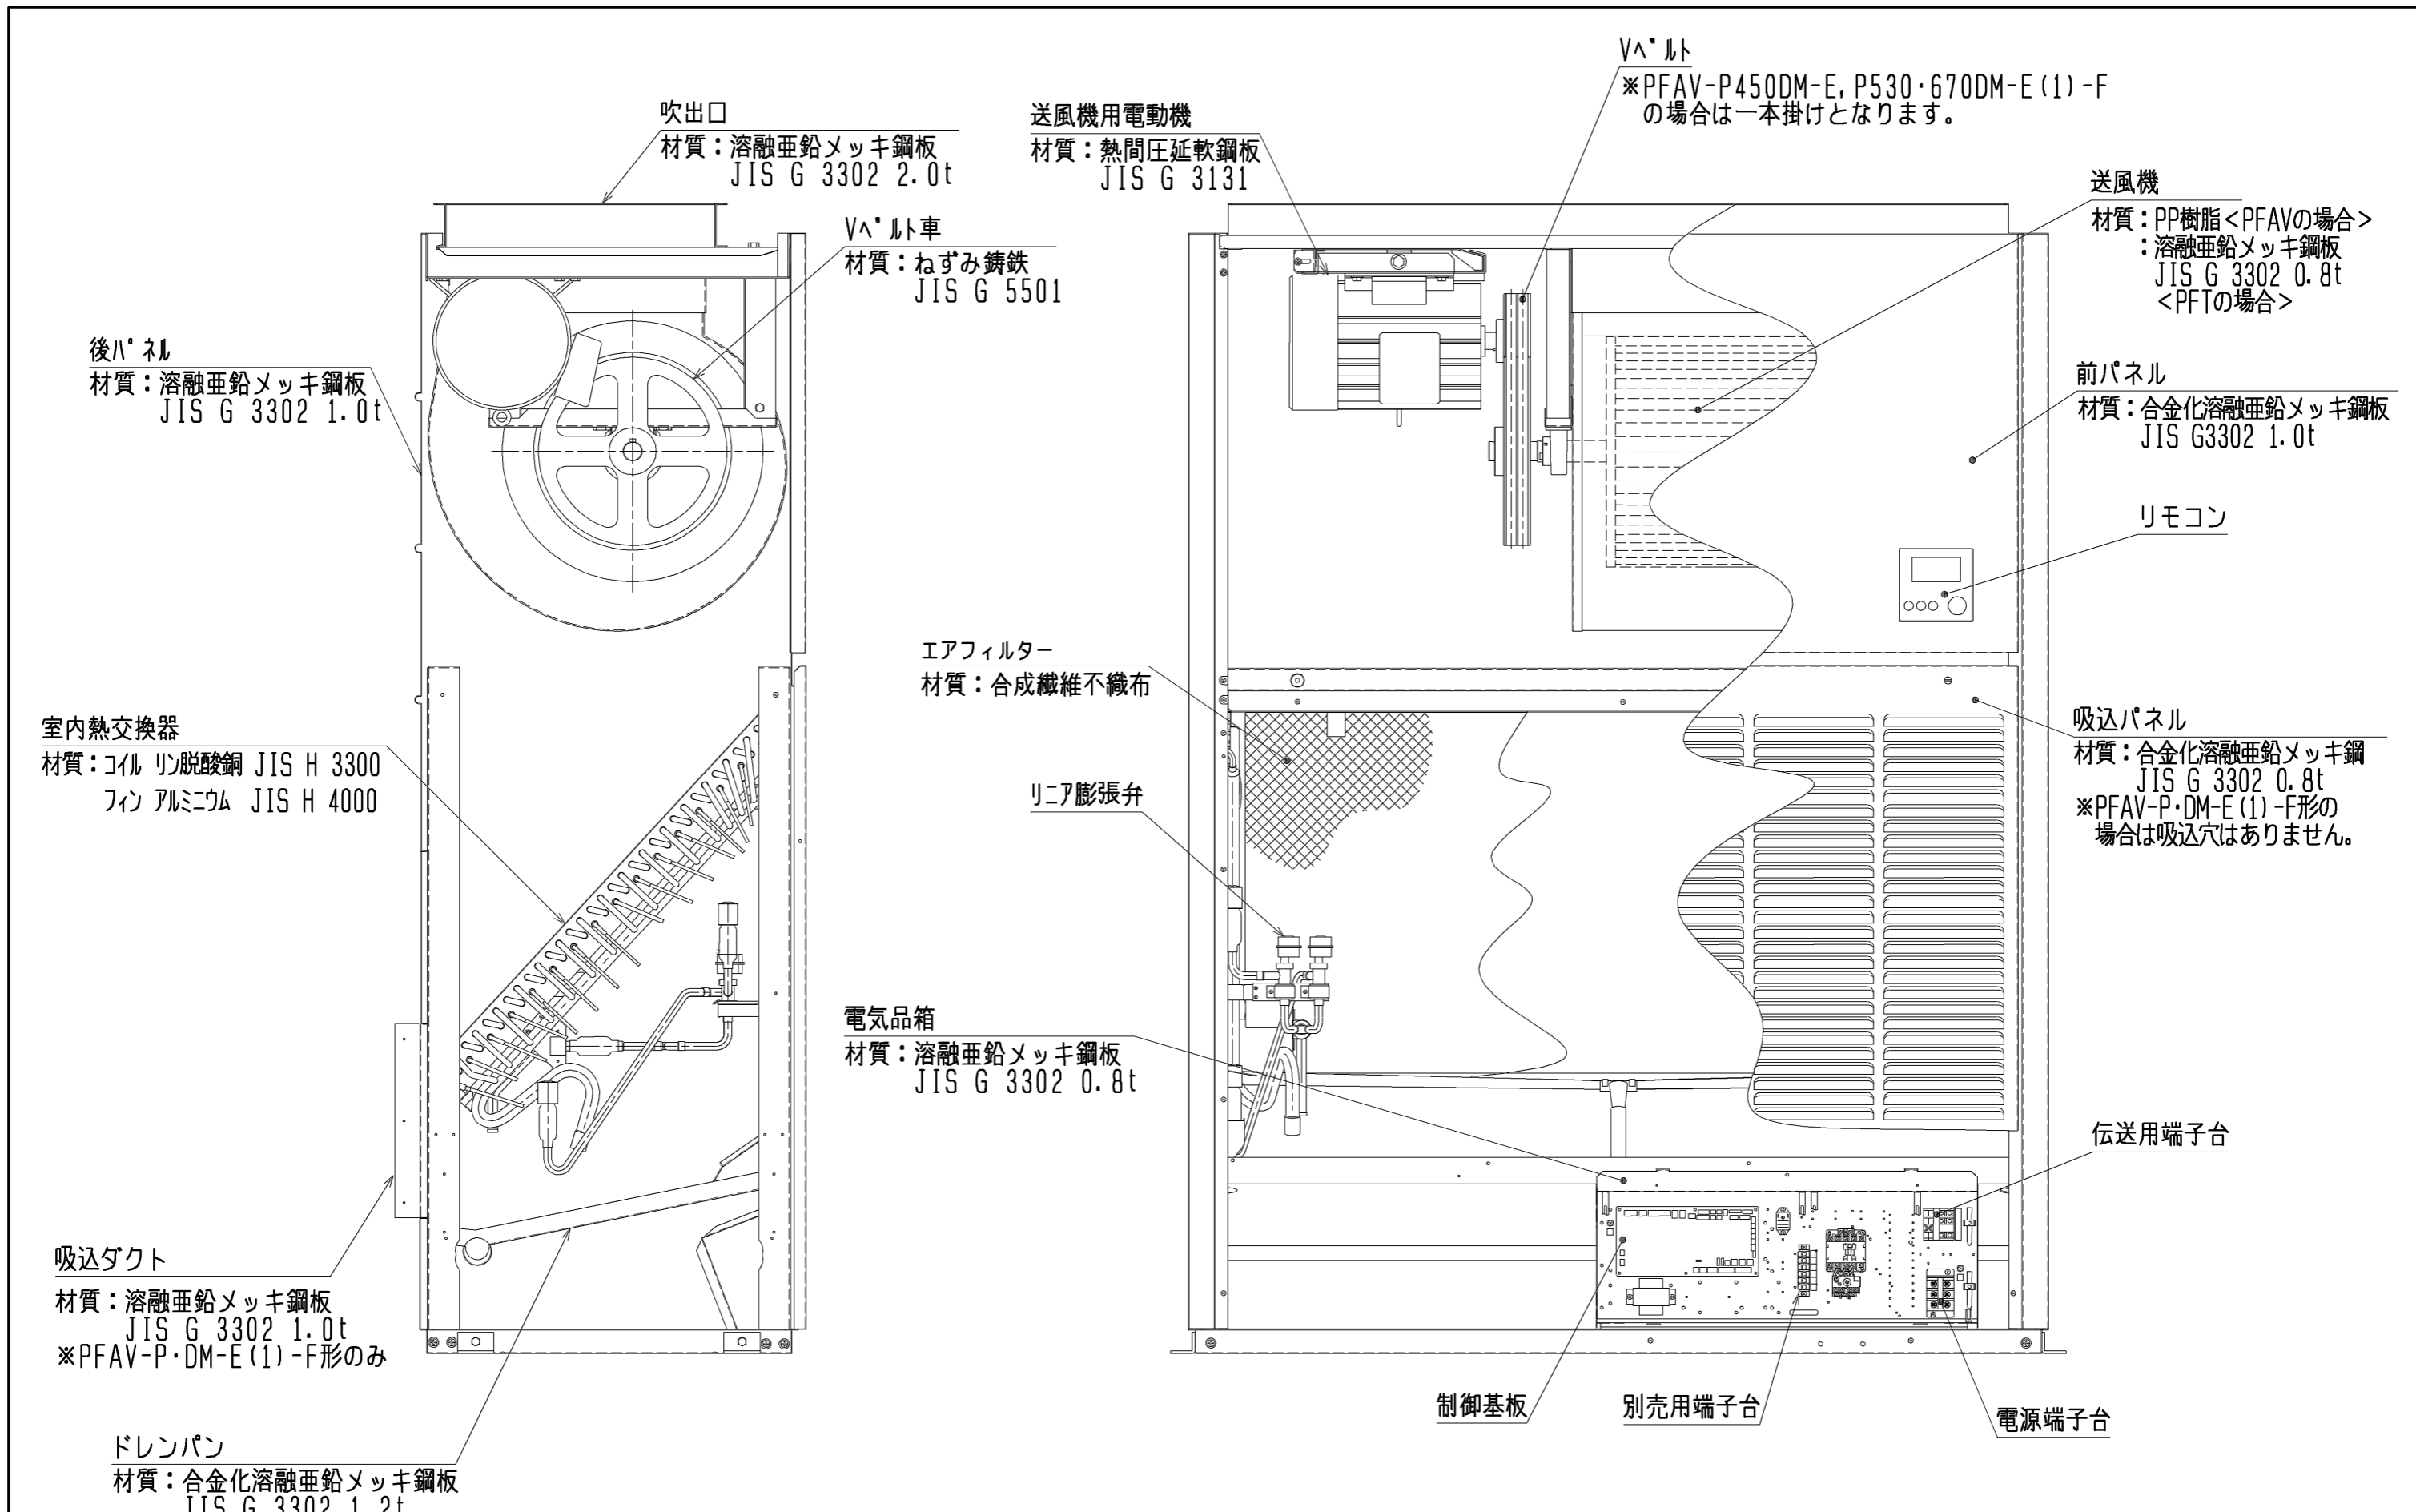 Vベルト
※PFAV-P450DM-E, P530・670DM-E(1)-F
の場合は一本掛けとなります。
吹出口
材質：溶融亜鉛メッキ鋼板
JIS G 3302 2.0t
送風機用電動機
材質：熱間圧延軟鋼板
JIS G 3131
送風機
材質：PP樹脂<PFAVの場合>
：溶融亜鉛メッキ鋼板
JIS G 3302 0.8t
<PFTの場合>
Vベルト車
材質：ねずみ鋳鉄
JIS G 5501
後パネル
材質：溶融亜鉛メッキ鋼板
JIS G 3302 1.0t
前パネル
材質：合金化溶融亜鉛メッキ鋼板
JIS G3302 1.0t
リモコン
エアフィルター
材質：合成繊維不織布
室内熱交換器
材質：コイル リン脱酸銅 JIS H 3300
フィン アルミニウム JIS H 4000
吸込パネル
材質：合金化溶融亜鉛メッキ鋼
JIS G 3302 0.8t
※PFAV-P・DM-E(1)-F形の
場合は吸込穴はありません。
リニア膨張弁
電気品箱
材質：溶融亜鉛メッキ鋼板
JIS G 3302 0.8t
伝送用端子台
吸込ダクト
材質：溶融亜鉛メッキ鋼板
JIS G 3302 1.0t
※PFAV-P・DM-E(1)-F形のみ
制御基板
別売用端子台
電源端子台
ドレンパン
材質：合金化溶融亜鉛メッキ鋼板
JIS G 3302 1.2t